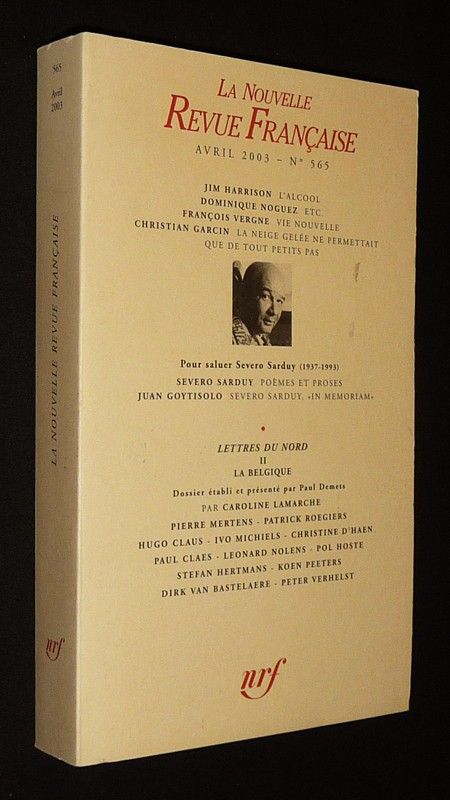 565
Avril
2003
LA NOUVELLE REVUE FRANÇAISE
nrf
LA NOUVELLE
REVUE FRANÇAISE
AVRIL 2003 – N° 565
JIM HARRISON L'ALCOOL
DOMINIQUE NOGUEZ ETC.
FRANÇOIS VERGNE VIE NOUVELLE
CHRISTIAN GARCIN LA NEIGE GELÉE NE PERMETTAIT
QUE DE TOUT PETITS PAS
Pour saluer Severo Sarduy (1937-1993)
SEVERO SARDUY POÈMES ET PROSES
JUAN GOYTISOLO SEVERO SARDUY, «IN MEMORIAM»
LETTRES DU NORD
II
LA BELGIQUE
Dossier établi et présenté par Paul Demets
PAR CAROLINE LAMARCHE
PIERRE MERTENS - PATRICK ROEGIERS
HUGO CLAUS - IVO MICHIELS - CHRISTINE D'HAEN
PAUL CLAES - LEONARD NOLENS - POL HOSTE
STEFAN HERTMANS - KOEN PEETERS
DIRK VAN BASTELAERE - PETER VERHELST
nrf